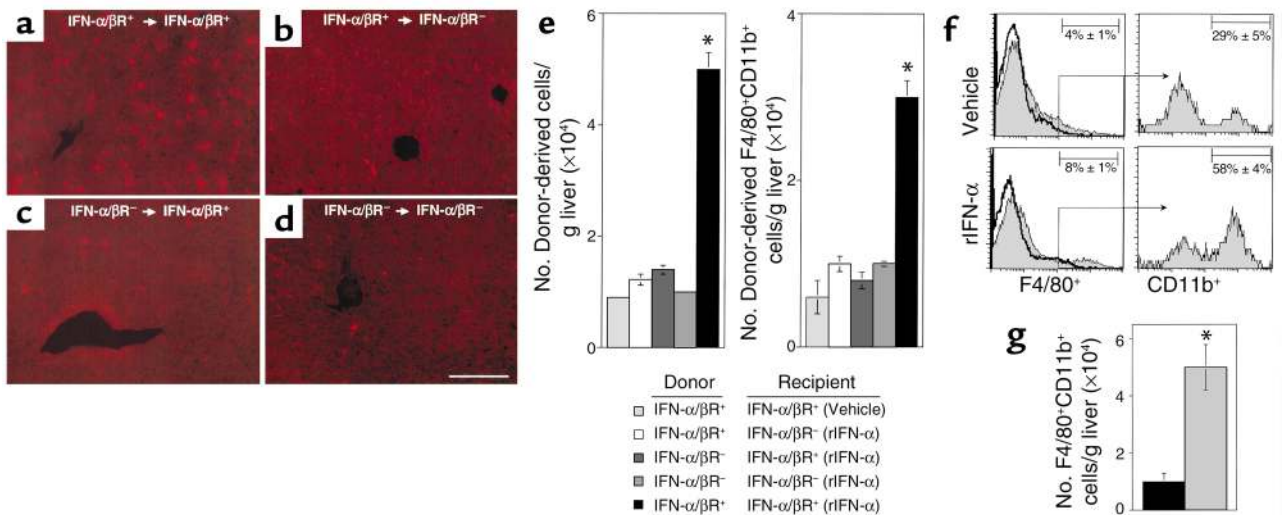 a
IFN-α/βR⁺ → IFN-α/βR⁺
b
IFN-α/βR⁺ → IFN-α/βR⁻
c
IFN-α/βR⁻ → IFN-α/βR⁺
d
IFN-α/βR⁻ → IFN-α/βR⁻
e
No. Donor-derived cells/
g liver (×10⁴)
6
4
2
0
*
No. Donor-derived F4/80⁺CD11b⁺
cells/g liver (×10⁴)
4
2
0
*
Donor Recipient
IFN-α/βR⁺ IFN-α/βR⁺ (Vehicle)
IFN-α/βR⁺ IFN-α/βR⁻ (rIFN-α)
IFN-α/βR⁻ IFN-α/βR⁺ (rIFN-α)
IFN-α/βR⁻ IFN-α/βR⁻ (rIFN-α)
IFN-α/βR⁺ IFN-α/βR⁺ (rIFN-α)
f
Vehicle
4% ± 1%
29% ± 5%
rIFN-α
8% ± 1%
58% ± 4%
F4/80⁺
CD11b⁺
g
No. F4/80⁺CD11b⁺
cells/g liver (×10⁴)
6
4
2
0
*